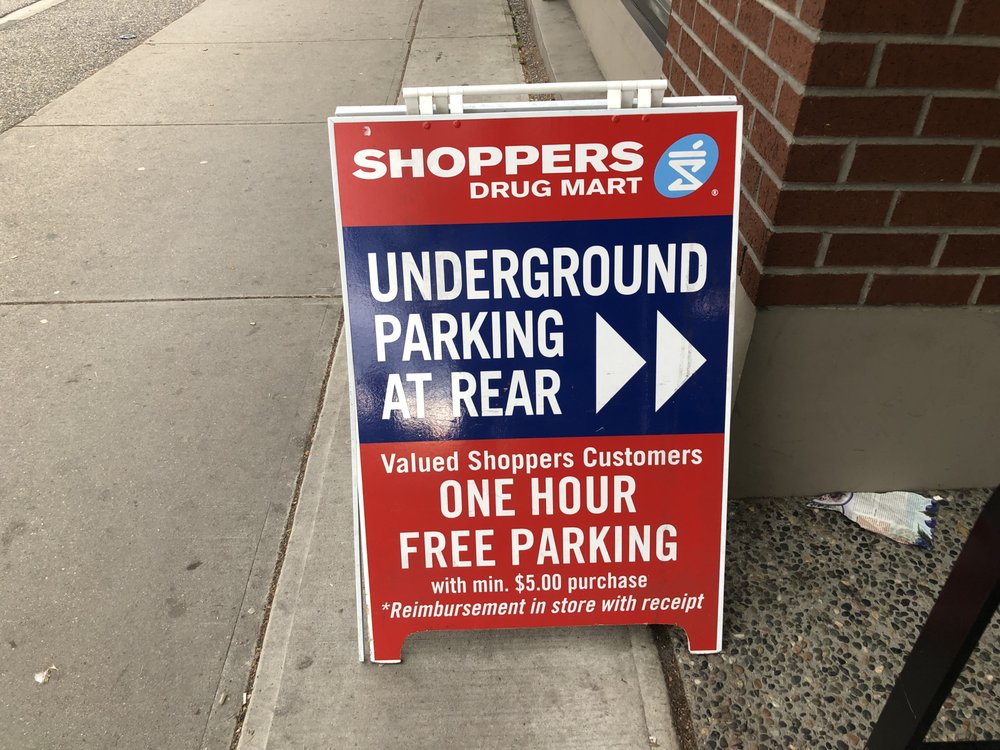 SHOPPERS
DRUG MART
UNDERGROUND
PARKING
AT REAR
Valued Shoppers Customers
ONE HOUR
FREE PARKING
with min. $5.00 purchase
*Reimbursement in store with receipt